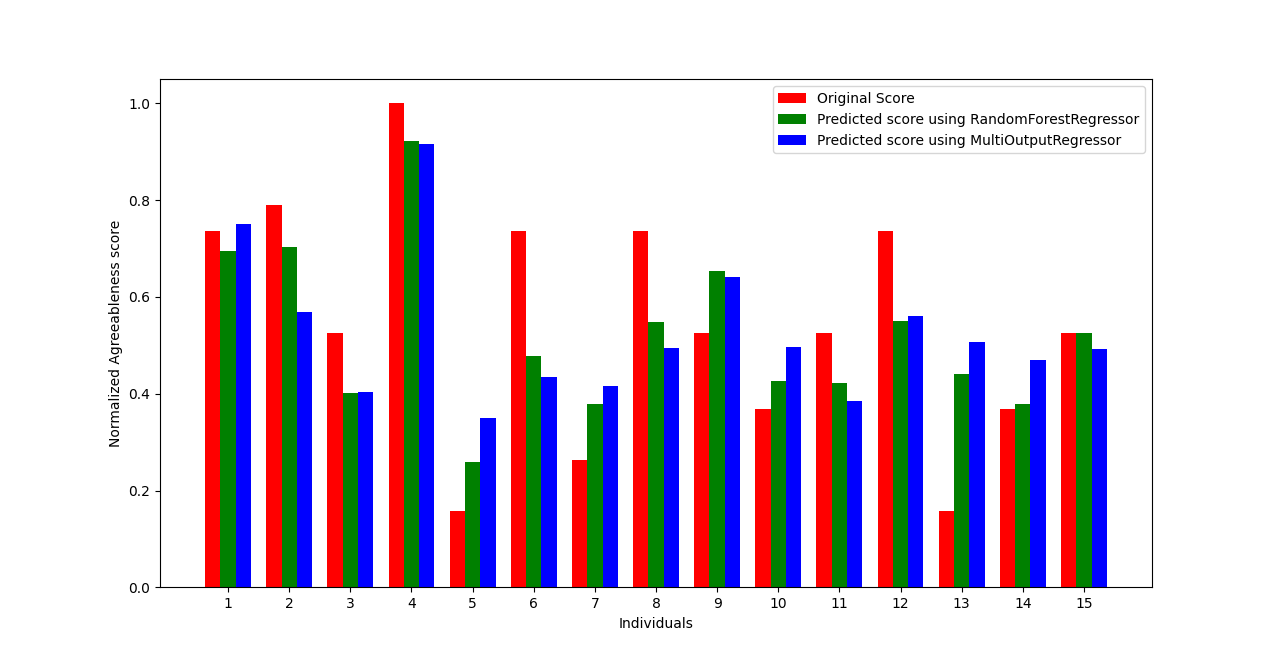 Original Score
Predicted score using RandomForestRegressor
Predicted score using MultiOutputRegressor
Normalized Agreeableness score
1.0
0.8
0.6
0.4
0.2
0.0
1 2 3 4 5 6 7 8 9 10 11 12 13 14 15
Individuals